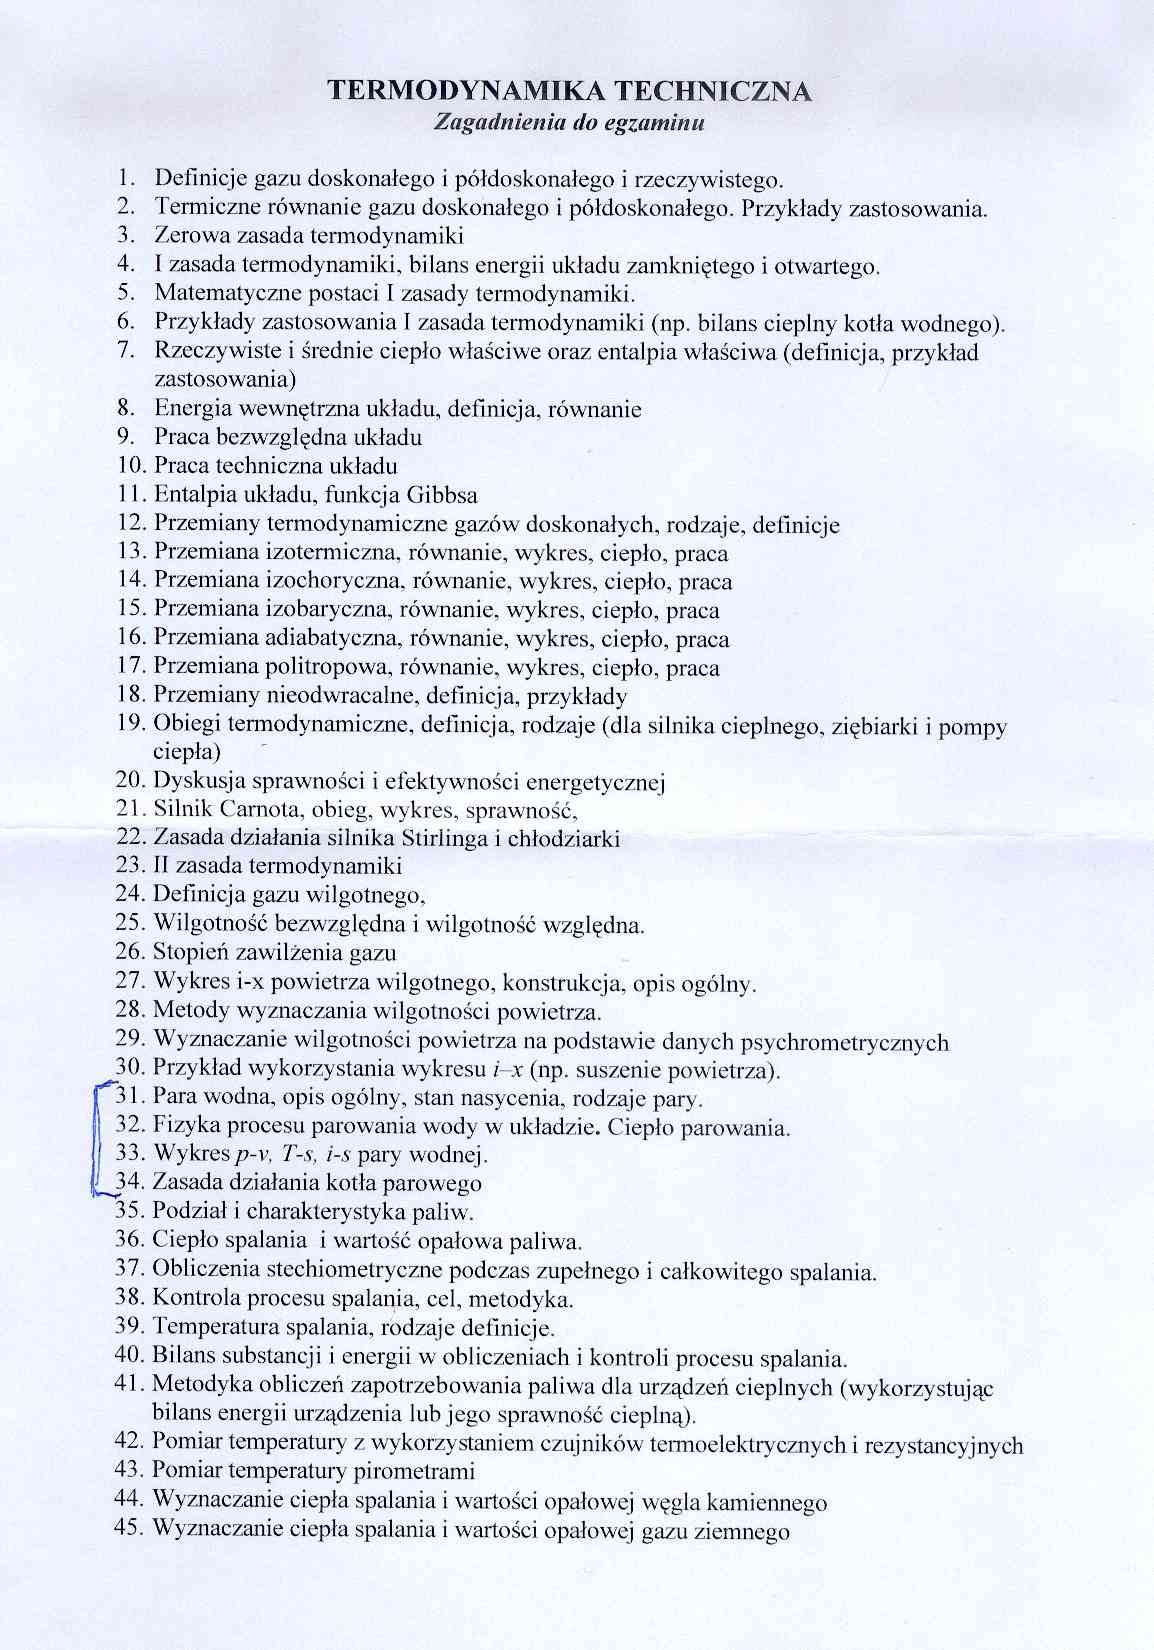 TERMODYNAMIKA TECHNICZNA
Zagadnienia do egzaminu
1. Definicje gazu doskonałego i półdoskonałego i rzeczywistego.
2. Termiczne równanie gazu doskonałego i półdoskonałego. Przykłady zastosowania.
3. Zerowa zasada termodynamiki
4. I zasada termodynamiki, bilans energii układu zamkniętego i otwartego.
5. Matematyczne postaci I zasady termodynamiki.
6. Przykłady zastosowania I zasada termodynamiki (np. bilans cieplny kotła wodnego).
7. Rzeczywiste i średnie ciepło właściwe oraz entalpia właściwa (definicja, przykład
zastosowania)
8. Energia wewnętrzna układu, definicja, równanie
9. Praca bezwzględna układu
10. Praca techniczna układu
11. Entalpia układu, funkcja Gibbsa
12. Przemiany termodynamiczne gazów doskonałych, rodzaje, definicje
13. Przemiana izotermiczna, równanie, wykres, ciepło, praca
14. Przemiana izochoryczna, równanie, wykres, ciepło, praca
15. Przemiana izobaryczna, równanie, wykres, ciepło, praca
16. Przemiana adiabatyczna, równanie, wykres, ciepło, praca
17. Przemiana politropowa, równanie, wykres, ciepło, praca
18. Przemiany nieodwracalne, definicja, przykłady
19. Obiegi termodynamiczne, definicja, rodzaje (dla silnika cieplnego, ziębiarki i pompy
ciepła)
20. Dyskusja sprawności i efektywności energetycznej
21. Silnik Carnota, obieg, wykres, sprawność,
22. Zasada działania silnika Stirlinga i chłodziarki
23. II zasada termodynamiki
24. Definicja gazu wilgotnego,
25. Wilgotność bezwzględna i wilgotność względna.
26. Stopień zawilżenia gazu
27. Wykres i-x powietrza wilgotnego, konstrukcja, opis ogólny.
28. Metody wyznaczania wilgotności powietrza.
29. Wyznaczanie wilgotności powietrza na podstawie danych psychrometrycznych
30. Przykład wykorzystania wykresu i–x (np. suszenie powietrza).
31. Para wodna, opis ogólny, stan nasycenia, rodzaje pary.
32. Fizyka procesu parowania wody w układzie. Ciepło parowania.
33. Wykres p-v, T-s, i-s pary wodnej.
34. Zasada działania kotła parowego
35. Podział i charakterystyka paliw.
36. Ciepło spalania i wartość opałowa paliwa.
37. Obliczenia stechiometryczne podczas zupełnego i całkowitego spalania.
38. Kontrola procesu spalania, cel, metodyka.
39. Temperatura spalania, rodzaje definicje.
40. Bilans substancji i energii w obliczeniach i kontroli procesu spalania.
41. Metodyka obliczeń zapotrzebowania paliwa dla urządzeń cieplnych (wykorzystując
bilans energii urządzenia lub jego sprawność cieplną).
42. Pomiar temperatury z wykorzystaniem czujników termoelektrycznych i rezystancyjnych
43. Pomiar temperatury pirometrami
44. Wyznaczanie ciepła spalania i wartości opałowej węgla kamiennego
45. Wyznaczanie ciepła spalania i wartości opałowej gazu ziemnego